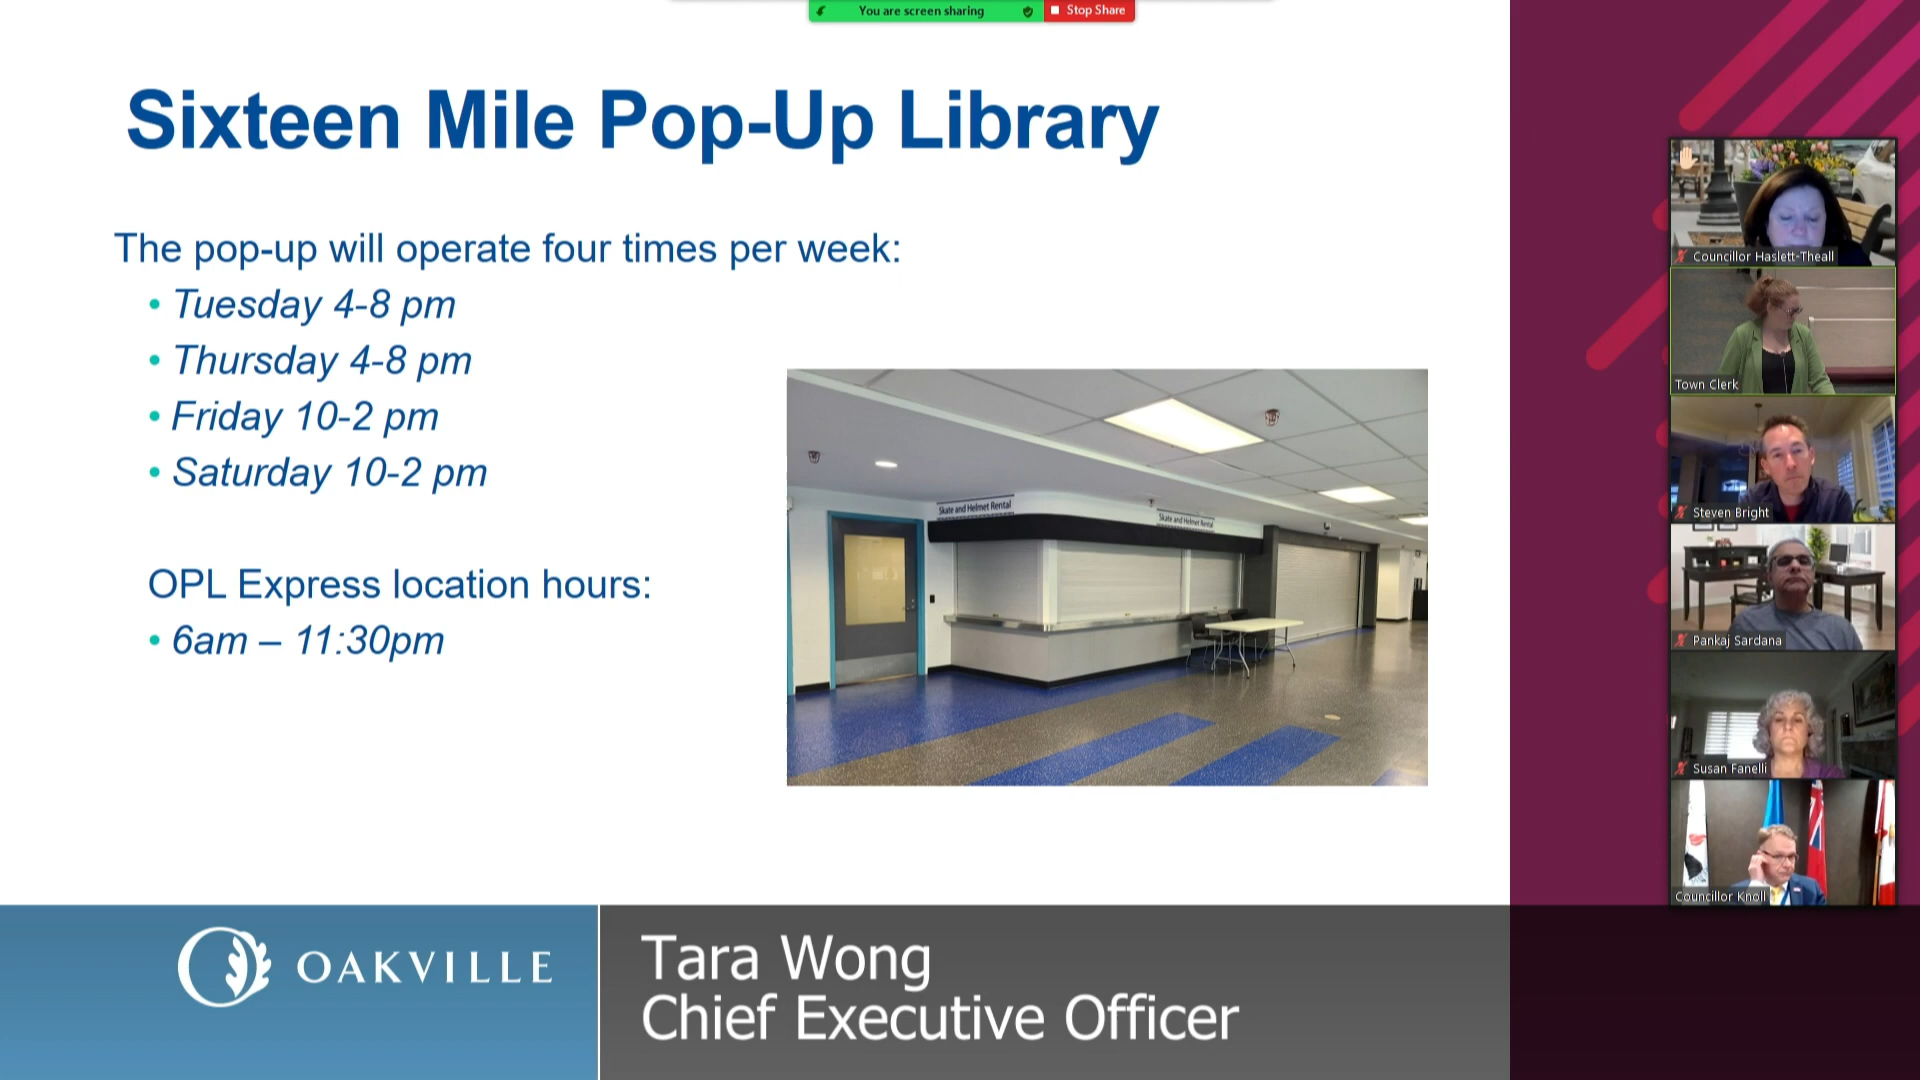 You are screen sharing
Stop Share
Sixteen Mile Pop-Up Library
The pop-up will operate four times per week:
• Tuesday 4-8 pm
• Thursday 4-8 pm
• Friday 10-2 pm
• Saturday 10-2 pm
OPL Express location hours:
• 6am – 11:30pm
Skate and Helmet Rental
Skate and Helmet Rental
Councillor Haslett-Theall
Town Clerk
Steven Bright
Pankaj Sardana
Susan Fanelli
Councillor Knoll
OAKVILLE
Tara Wong
Chief Executive Officer